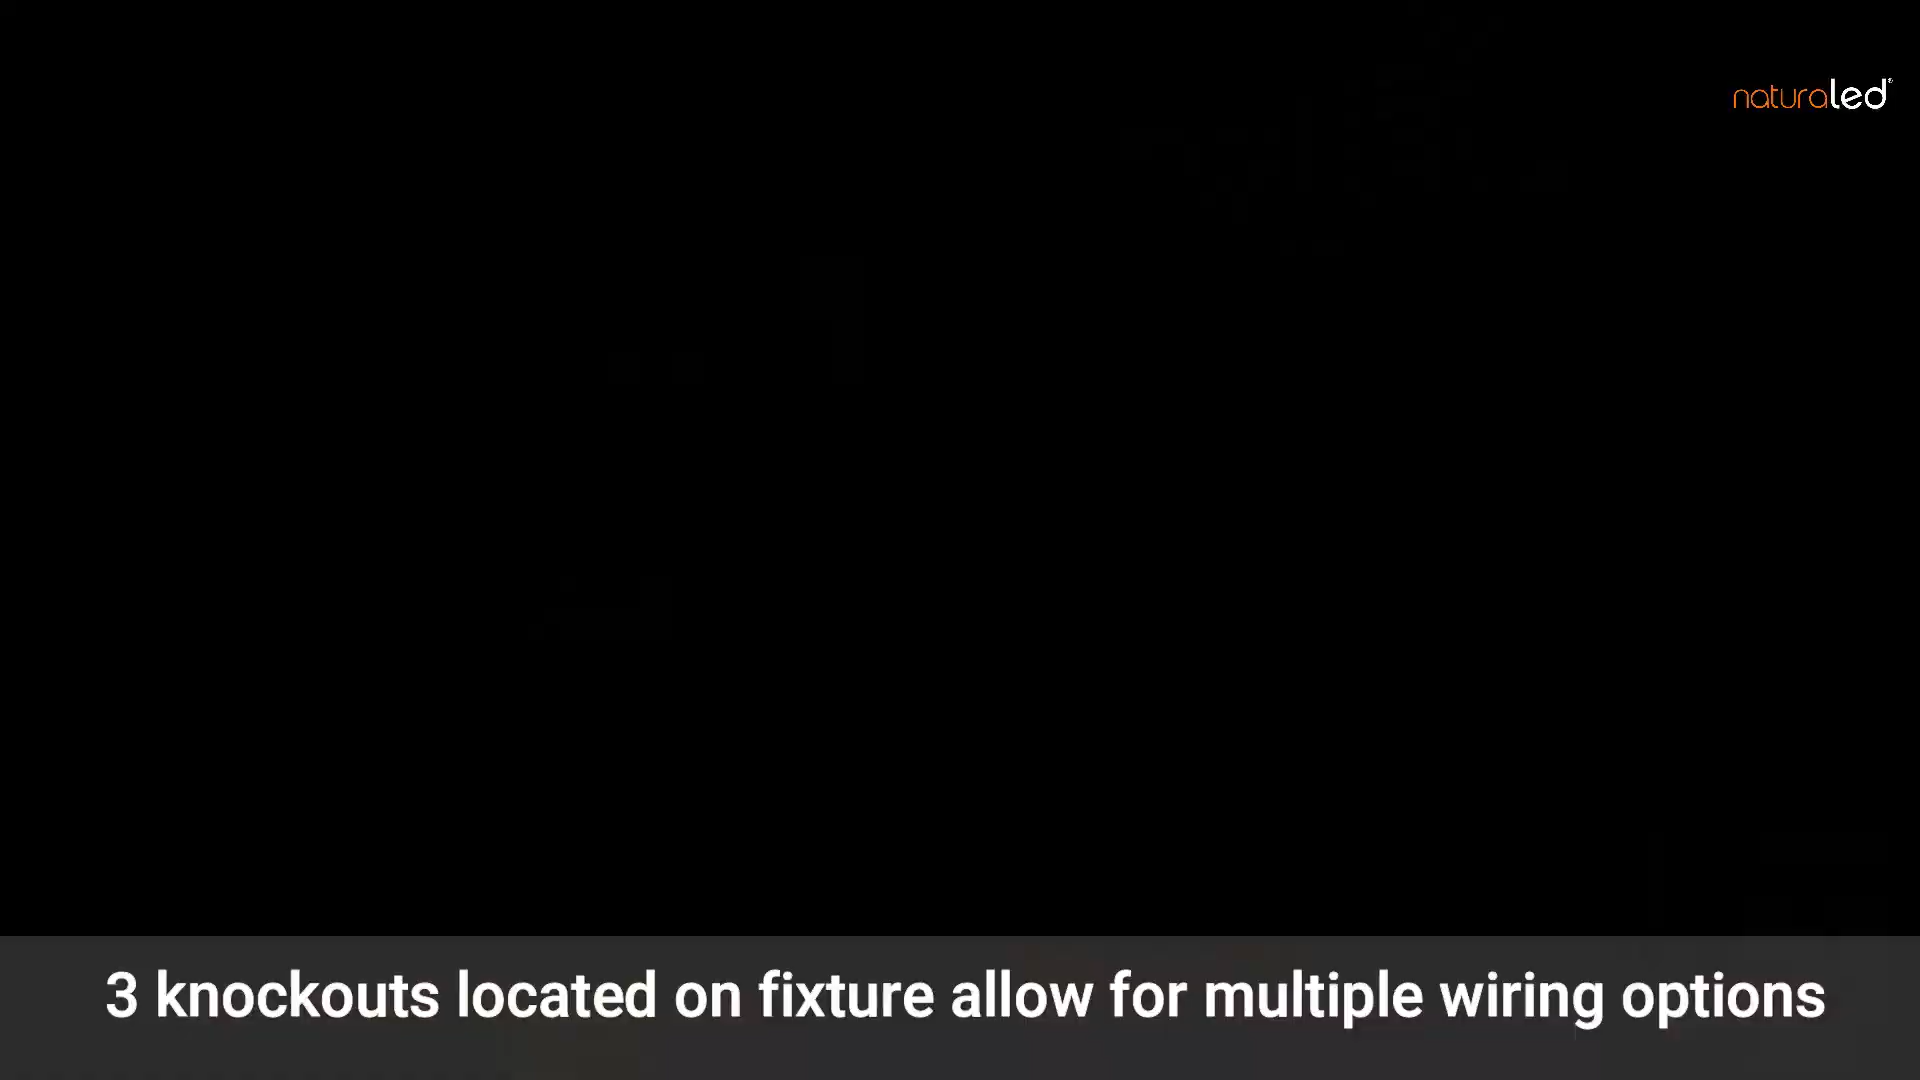 naturaled®
3 knockouts located on fixture allow for multiple wiring options